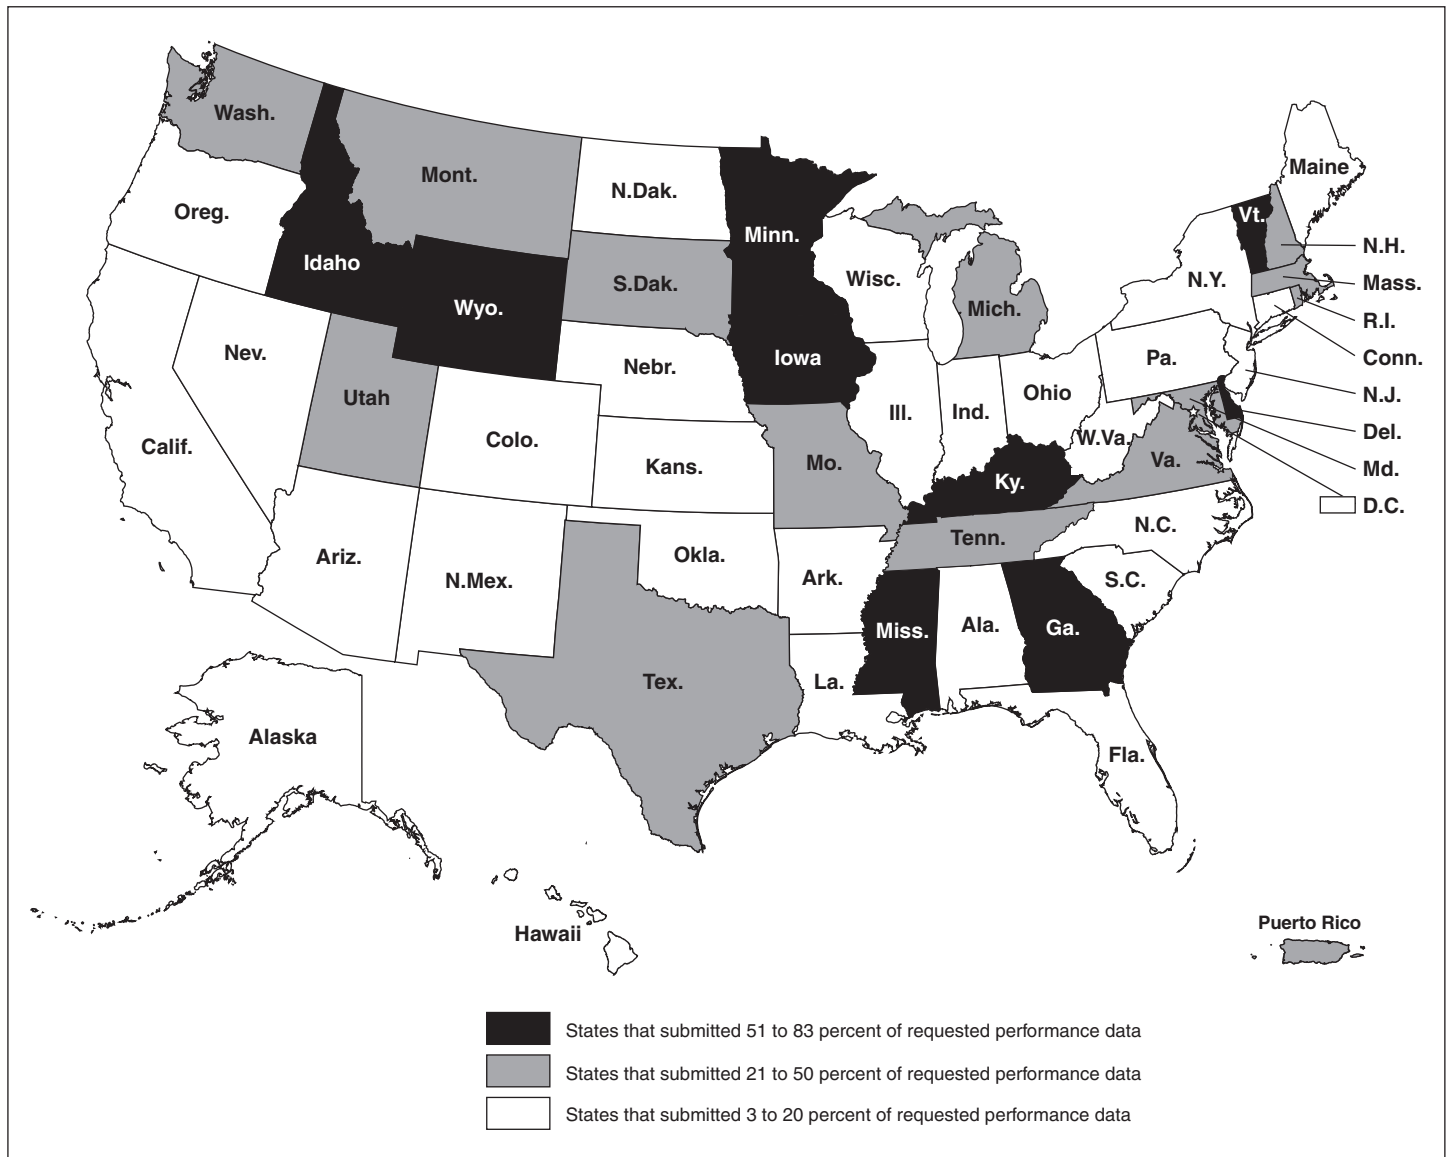 Wash.
Mont.
N.Dak.
Maine
Oreg.
Minn.
Vt.
N.H.
Idaho
S.Dak.
Wisc.
N.Y.
Mass.
Wyo.
Mich.
R.I.
Nev.
Nebr.
Iowa
Pa.
Conn.
Utah
Ill.
Ind.
Ohio
N.J.
Calif.
Colo.
Kans.
Mo.
W.Va.
Va.
Del.
Ky.
Md.
D.C.
Ariz.
N.Mex.
Okla.
Ark.
Tenn.
N.C.
S.C.
Tex.
La.
Miss.
Ala.
Ga.
Alaska
Fla.
Hawaii
Puerto Rico
States that submitted 51 to 83 percent of requested performance data
States that submitted 21 to 50 percent of requested performance data
States that submitted 3 to 20 percent of requested performance data